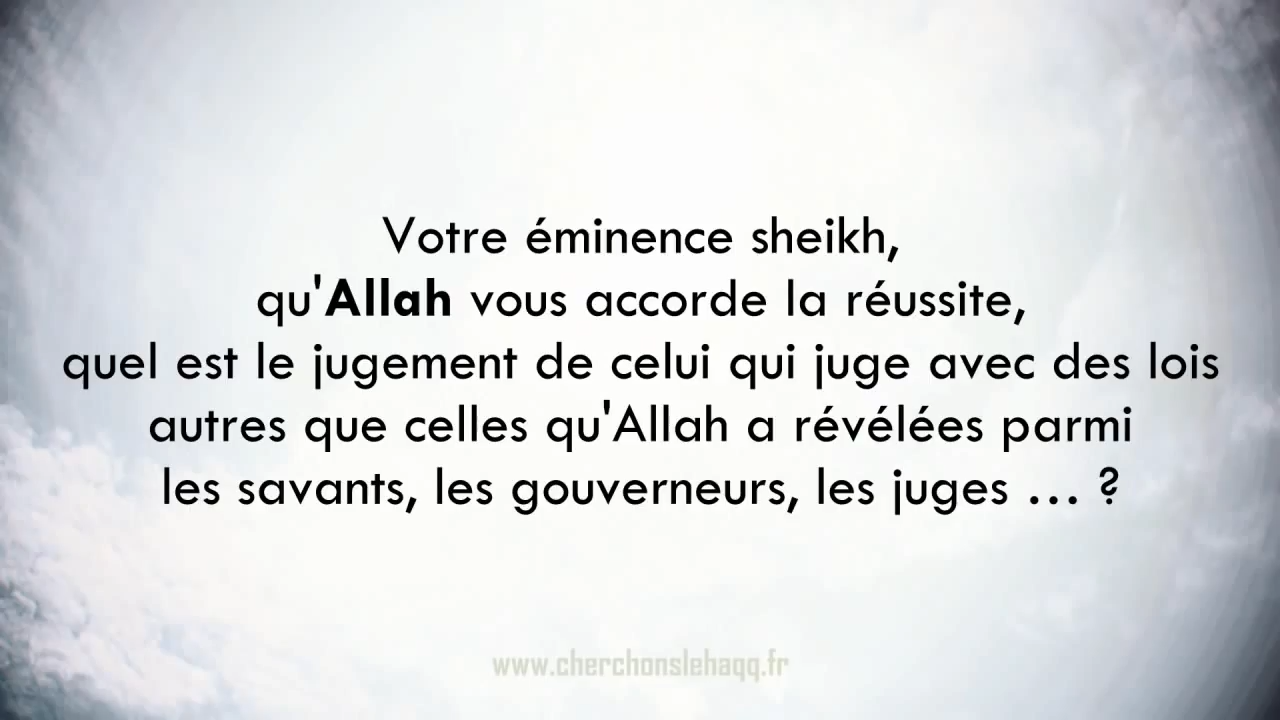 Votre éminence sheikh,
qu'Allah vous accorde la réussite,
quel est le jugement de celui qui juge avec des lois
autres que celles qu'Allah a révélées parmi
les savants, les gouverneurs, les juges ... ?
www.cherchonslehaqq.fr